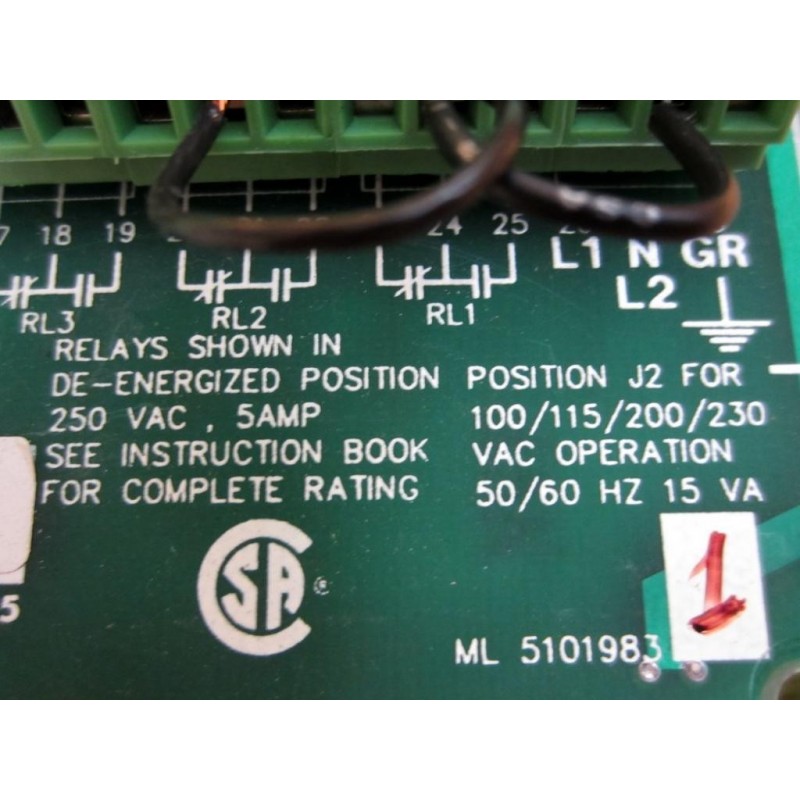 18 19 24 25
L1 N GR
L2
RL3 RL2 RL1
RELAYS SHOWN IN
DE-ENERGIZED POSITION
250 VAC , 5AMP
SEE INSTRUCTION BOOK
FOR COMPLETE RATING
POSITION J2 FOR
100/115/200/230
VAC OPERATION
50/60 HZ 15 VA
SA
®
5
1
ML 5101983